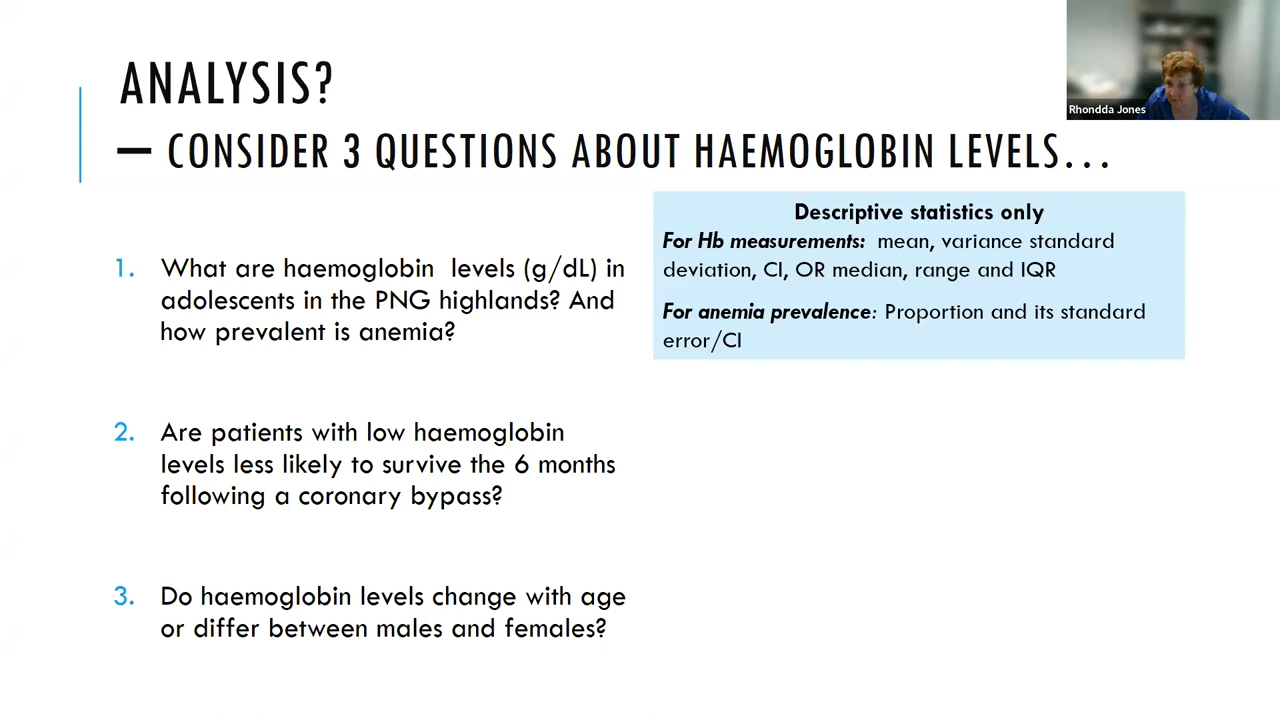 ANALYSIS?
— CONSIDER 3 QUESTIONS ABOUT HAEMOGLOBIN LEVELS...
Rhondda Jones
1. What are haemoglobin levels (g/dL) in
adolescents in the PNG highlands? And
how prevalent is anemia?
Descriptive statistics only
For Hb measurements: mean, variance standard
deviation, CI, OR median, range and IQR
For anemia prevalence: Proportion and its standard
error/CI
2. Are patients with low haemoglobin
levels less likely to survive the 6 months
following a coronary bypass?
3. Do haemoglobin levels change with age
or differ between males and females?